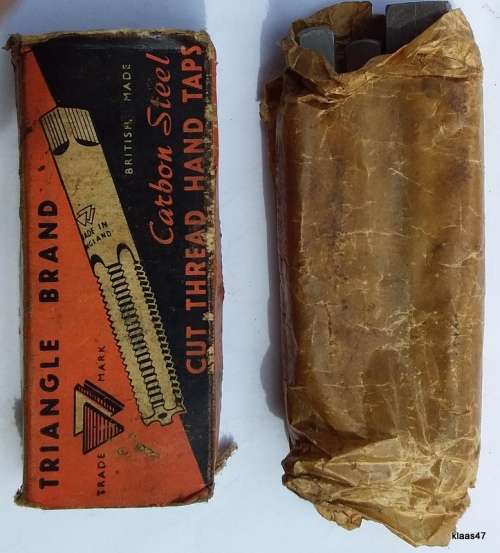 TRIANGLE BRAND
TRADE MARK
MADE IN
ENGLAND
BRITISH MADE
Carbon Steel
CUT THREAD HAND TAPS
klaas47